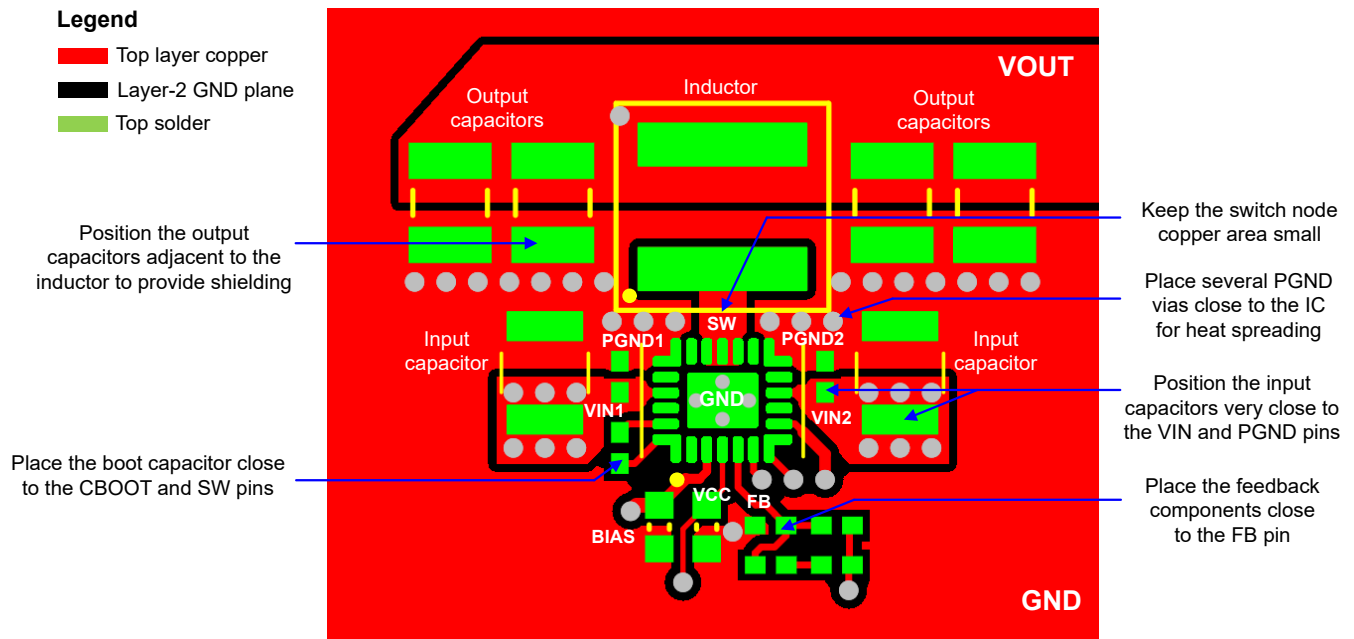 Legend
Top layer copper
Layer-2 GND plane
Top solder
VOUT
Output
capacitors
Inductor
Output
capacitors
Position the output
capacitors adjacent to the
inductor to provide shielding
Keep the switch node
copper area small
Place several PGND
vias close to the IC
for heat spreading
SW
PGND1
PGND2
Input
capacitor
Input
capacitor
GND
VIN1
VIN2
Position the input
capacitors very close to
the VIN and PGND pins
Place the boot capacitor close
to the CBOOT and SW pins
VCC
FB
BIAS
Place the feedback
components close
to the FB pin
GND